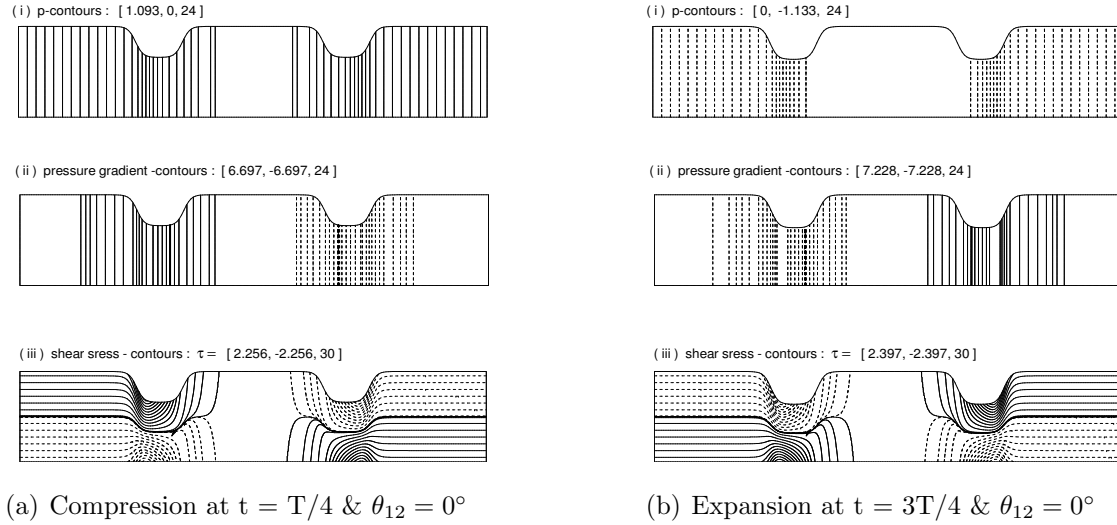 ( i ) p-contours : [ 1.093, 0, 24 ]
( ii ) pressure gradient -contours : [ 6.697, -6.697, 24 ]
( iii ) shear sress - contours : τ = [ 2.256, -2.256, 30 ]
(a) Compression at t = T/4 & θ₁₂ = 0°
( i ) p-contours : [ 0, -1.133, 24 ]
( ii ) pressure gradient -contours : [ 7.228, -7.228, 24 ]
(iii) shear sress - contours : τ = [ 2.397, -2.397, 30 ]
(b) Expansion at t = 3T/4 & θ₁₂ = 0°